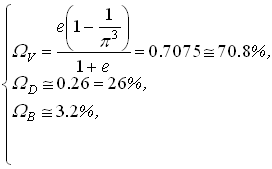 Ω_V = e(1 − 1/π³) / (1 + e) = 0.7075 ≅ 70.8%,
Ω_D ≅ 0.26 = 26%,
Ω_B ≅ 3.2%,